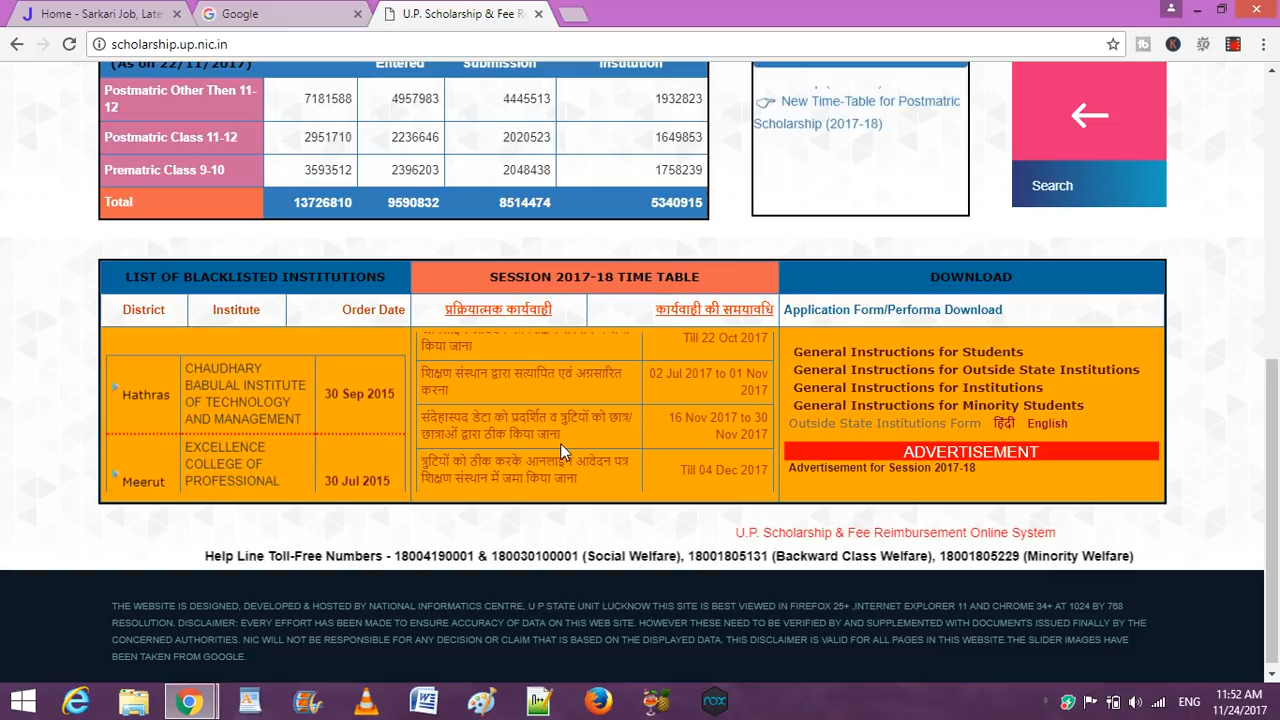 Home - Sarkari Job, Late
Google
U.P. Scholarship & Fee R
scholarship.up.nic.in
(As on 22/11/2017) Entered Submission Institution
Postmatric Other Then 11-
12
7181588 4957983 4445513 1932823
Postmatric Class 11-12 2951710 2236646 2020523 1649853
Prematric Class 9-10 3593512 2396203 2048438 1758239
Total 13726810 9590832 8514474 5340915
New Time-Table for Postmatric
Scholarship (2017-18)
Search
LIST OF BLACKLISTED INSTITUTIONS
District Institute Order Date
Hathras
CHAUDHARY
BABULAL INSTITUTE
OF TECHNOLOGY
AND MANAGEMENT
30 Sep 2015
Meerut
EXCELLENCE
COLLEGE OF
PROFESSIONAL
30 Jul 2015
SESSION 2017-18 TIME TABLE
प्रक्रियात्मक कार्यवाही कार्यवाही की समयावधि
किया जाना
Till 22 Oct 2017
शिक्षण संस्थान द्वारा सत्यापित एवं अग्रसारित
करना
02 Jul 2017 to 01 Nov
2017
संदेहास्पद डेटा को प्रदर्शित व त्रुटियों को छात्र/
छात्राओं द्वारा ठीक किया जाना
16 Nov 2017 to 30
Nov 2017
त्रुटियों को ठीक करके आनलाइन आवेदन पत्र
शिक्षण संस्थान में जमा किया जाना
Till 04 Dec 2017
DOWNLOAD
Application Form/Performa Download
General Instructions for Students
General Instructions for Outside State Institutions
General Instructions for Institutions
General Instructions for Minority Students
Outside State Institutions Form हिंदी English
ADVERTISEMENT
Advertisement for Session 2017-18
U.P. Scholarship & Fee Reimbursement Online System
Help Line Toll-Free Numbers - 18004190001 & 180030100001 (Social Welfare), 18001805131 (Backward Class Welfare), 18001805229 (Minority Welfare)
THE WEBSITE IS DESIGNED, DEVELOPED & HOSTED BY NATIONAL INFORMATICS CENTRE, U P STATE UNIT LUCKNOW THIS SITE IS BEST VIEWED IN FIREFOX 25+ ,INTERNET EXPLORER 11 AND CHROME 34+ AT 1024 BY 768
RESOLUTION. DISCLAIMER: EVERY EFFORT HAS BEEN MADE TO ENSURE ACCURACY OF DATA ON THIS WEB SITE. HOWEVER THESE NEED TO BE VERIFIED BY AND SUPPLEMENTED WITH DOCUMENTS ISSUED FINALLY BY THE
CONCERNED AUTHORITIES. NIC WILL NOT BE RESPONSIBLE FOR ANY DECISION OR CLAIM THAT IS BASED ON THE DISPLAYED DATA. THIS DISCLAIMER IS VALID FOR ALL PAGES IN THIS WEBSITE.THE SLIDER IMAGES HAVE
BEEN TAKEN FROM GOOGLE.
ENG
11:52 AM
11/24/2017